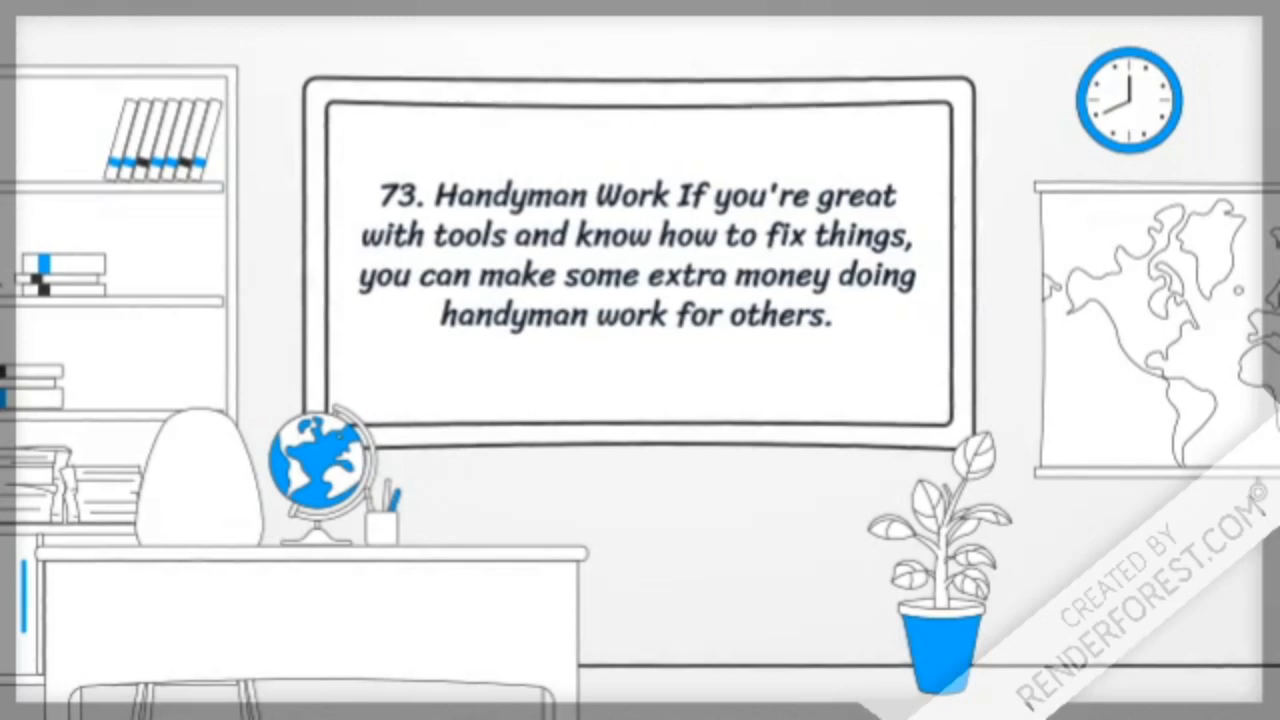 73. Handyman Work If you're great
with tools and know how to fix things,
you can make some extra money doing
handyman work for others.
CREATED BY
RENDERFOREST.COM